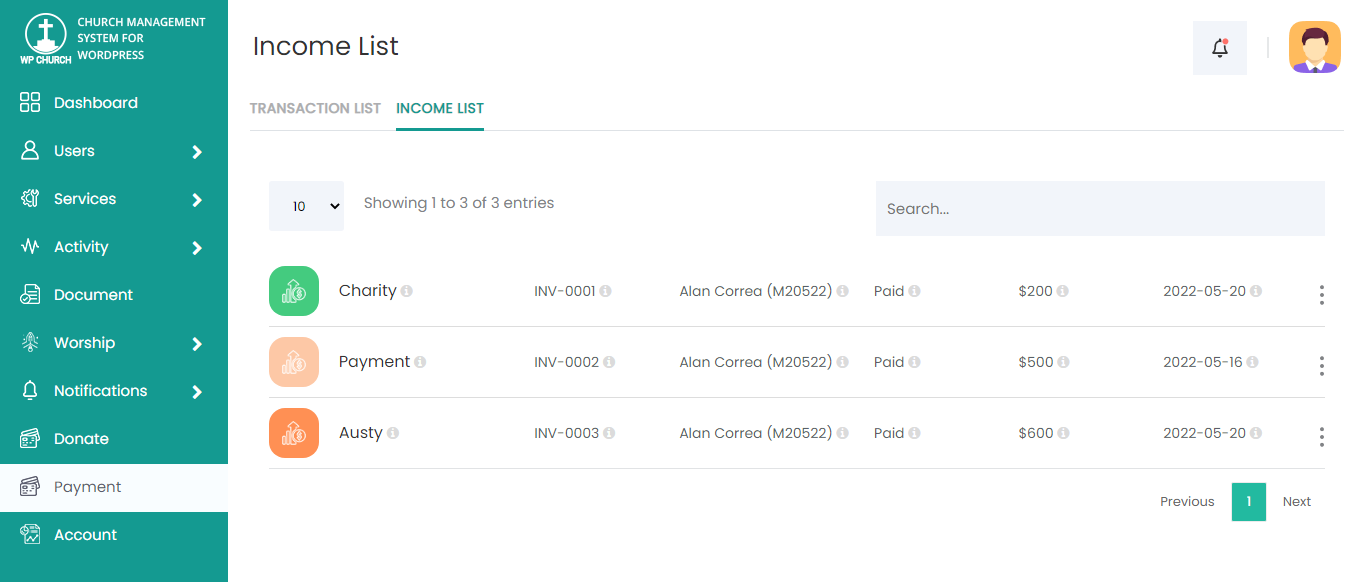 CHURCH MANAGEMENT
SYSTEM FOR
WORDPRESS
WP CHURCH
Dashboard
Users
Services
Activity
Document
Worship
Notifications
Donate
Payment
Account
Income List
TRANSACTION LIST INCOME LIST
10 Showing 1 to 3 of 3 entries Search...
Charity INV-0001 Alan Correa (M20522) Paid $200 2022-05-20
Payment INV-0002 Alan Correa (M20522) Paid $500 2022-05-16
Austy INV-0003 Alan Correa (M20522) Paid $600 2022-05-20
Previous 1 Next